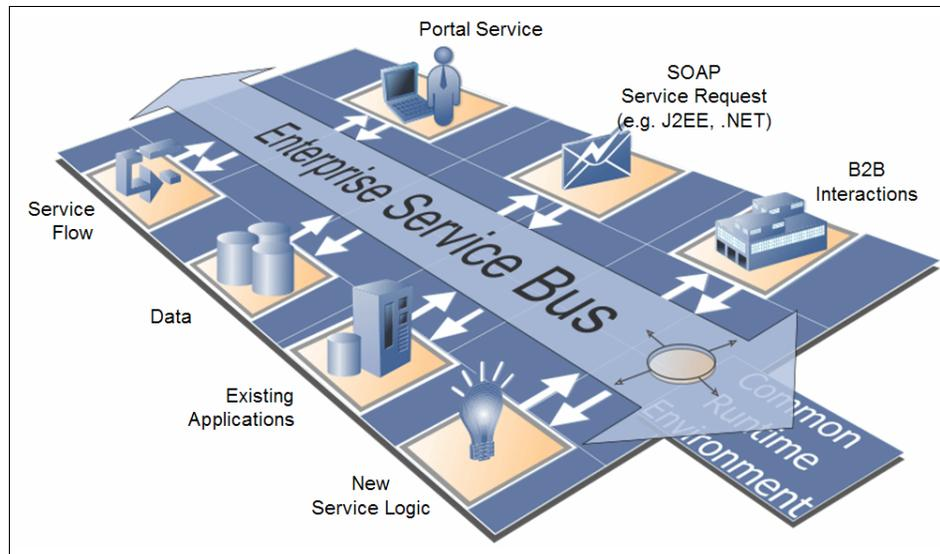 Portal Service
SOAP
Service Request
(e.g. J2EE, .NET)
B2B
Interactions
Enterprise Service Bus
Service
Flow
Data
Existing
Applications
New
Service Logic
Common
Runtime
Environment